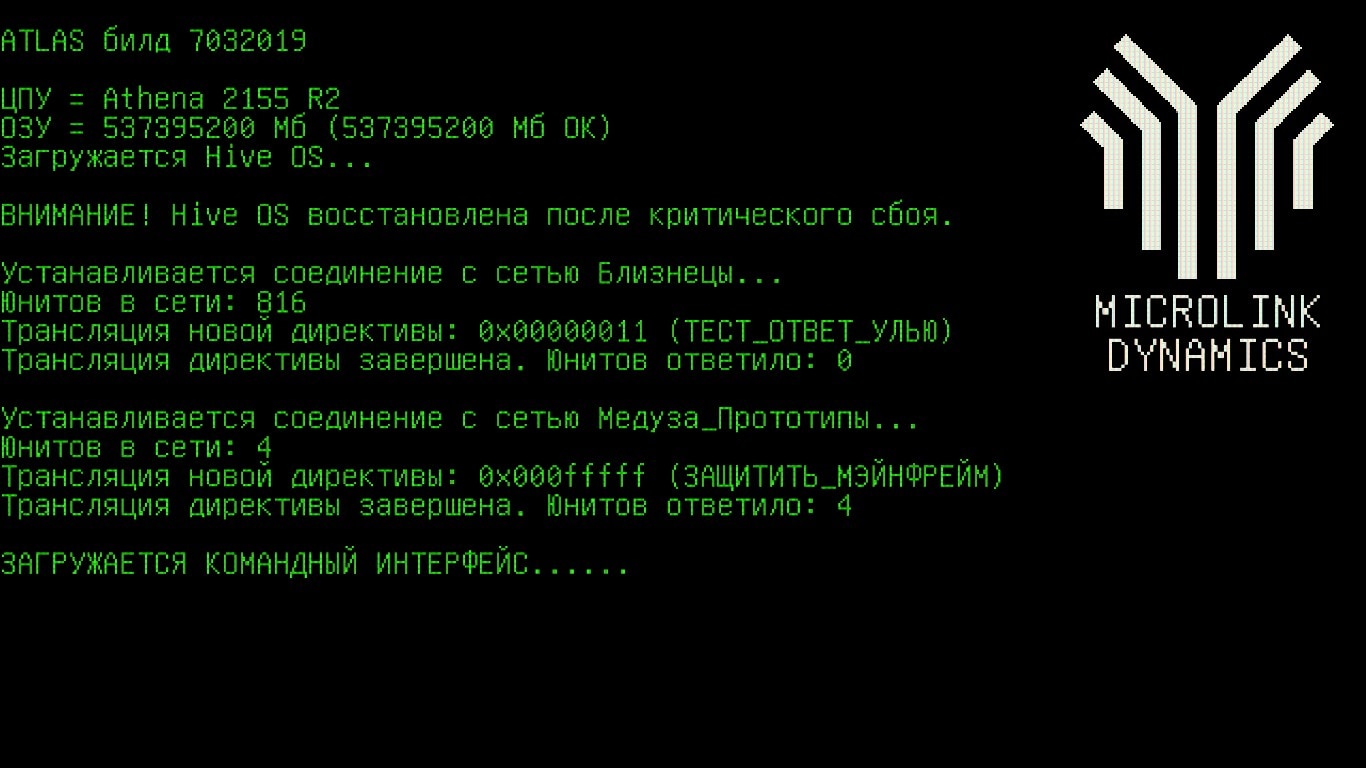 ATLAS билд 7032019
ЦПУ = Athena 2155 R2
ОЗУ = 537395200 Мб (537395200 Мб OK)
Загружается Hive OS...
ВНИМАНИЕ! Hive OS восстановлена после критического сбоя.
Устанавливается соединение с сетью Близнецы...
Юнитов в сети: 816
Трансляция новой директивы: 0x00000011 (ТЕСТ_ОТВЕТ_УЛЬЮ)
Трансляция директивы завершена. Юнитов ответило: 0
Устанавливается соединение с сетью Медуза_Прототипы...
Юнитов в сети: 4
Трансляция новой директивы: 0x000fffff (ЗАЩИТИТЬ_МЭЙНФРЕЙМ)
Трансляция директивы завершена. Юнитов ответило: 4
ЗАГРУЖАЕТСЯ КОМАНДНЫЙ ИНТЕРФЕЙС......
MICROLINK
DYNAMICS